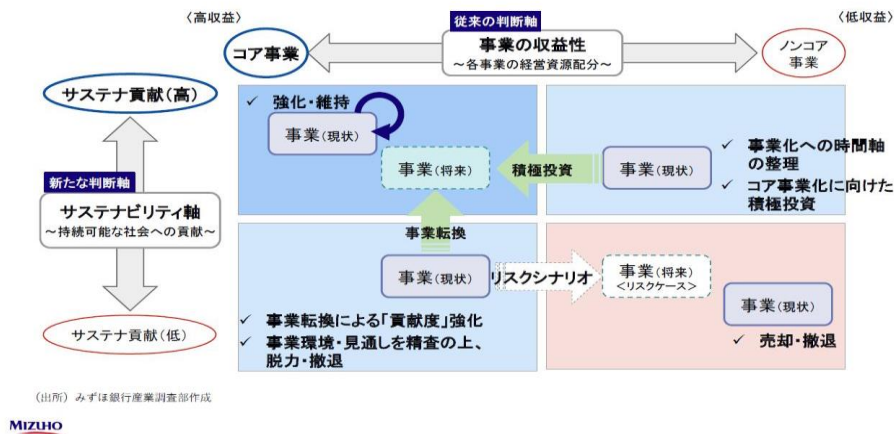 〈高収益〉
従来の判断軸
〈低収益〉
コア事業
事業の収益性
～各事業の経営資源配分～
ノンコア
事業
サステナ貢献（高）
新たな判断軸
サステナビリティ軸
～持続可能な社会への貢献～
サステナ貢献（低）
✓ 強化・維持
事業（現状）
事業（将来）
積極投資
事業（現状）
✓ 事業化への時間軸
の整理
✓ コア事業化に向けた
積極投資
事業転換
事業（現状）
リスクシナリオ
事業（将来）
＜リスクケース＞
事業（現状）
✓ 事業転換による「貢献度」強化
✓ 事業環境・見通しを精査の上、
脱力・撤退
✓ 売却・撤退
（出所）みずほ銀行産業調査部作成
MIZUHO